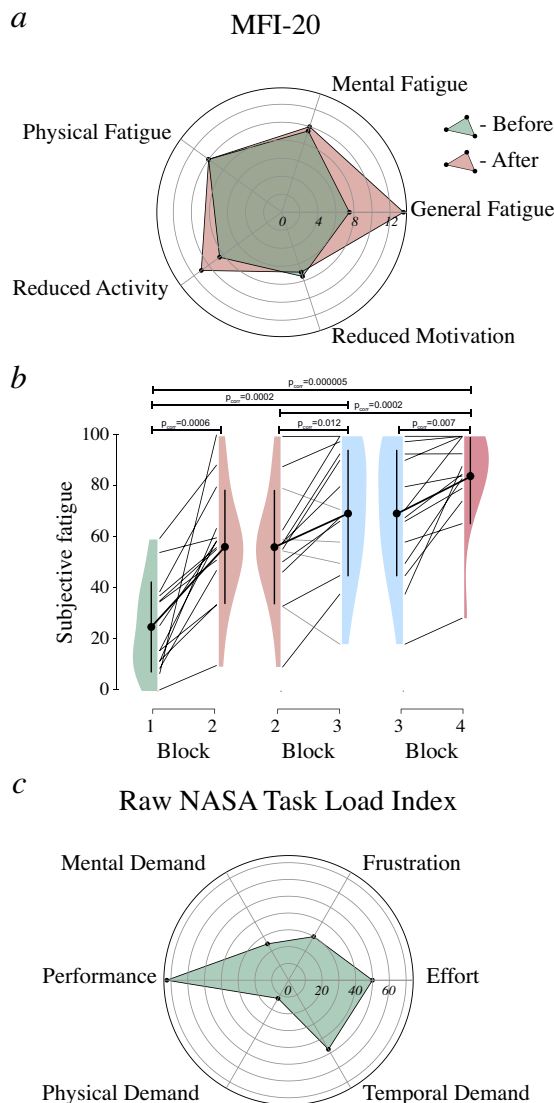 a
MFI-20
Mental Fatigue
Physical Fatigue
- Before
- After
General Fatigue
0 4 8 12
Reduced Activity
Reduced Motivation
b
p_corr=0.000005
p_corr=0.0002
p_corr=0.0002
p_corr=0.0006 p_corr=0.012 p_corr=0.007
Subjective fatigue
100
80
60
40
20
0
1 2 2 3 3 4
Block Block Block
c
Raw NASA Task Load Index
Mental Demand Frustration
Performance Effort
0 20 40 60
Physical Demand Temporal Demand